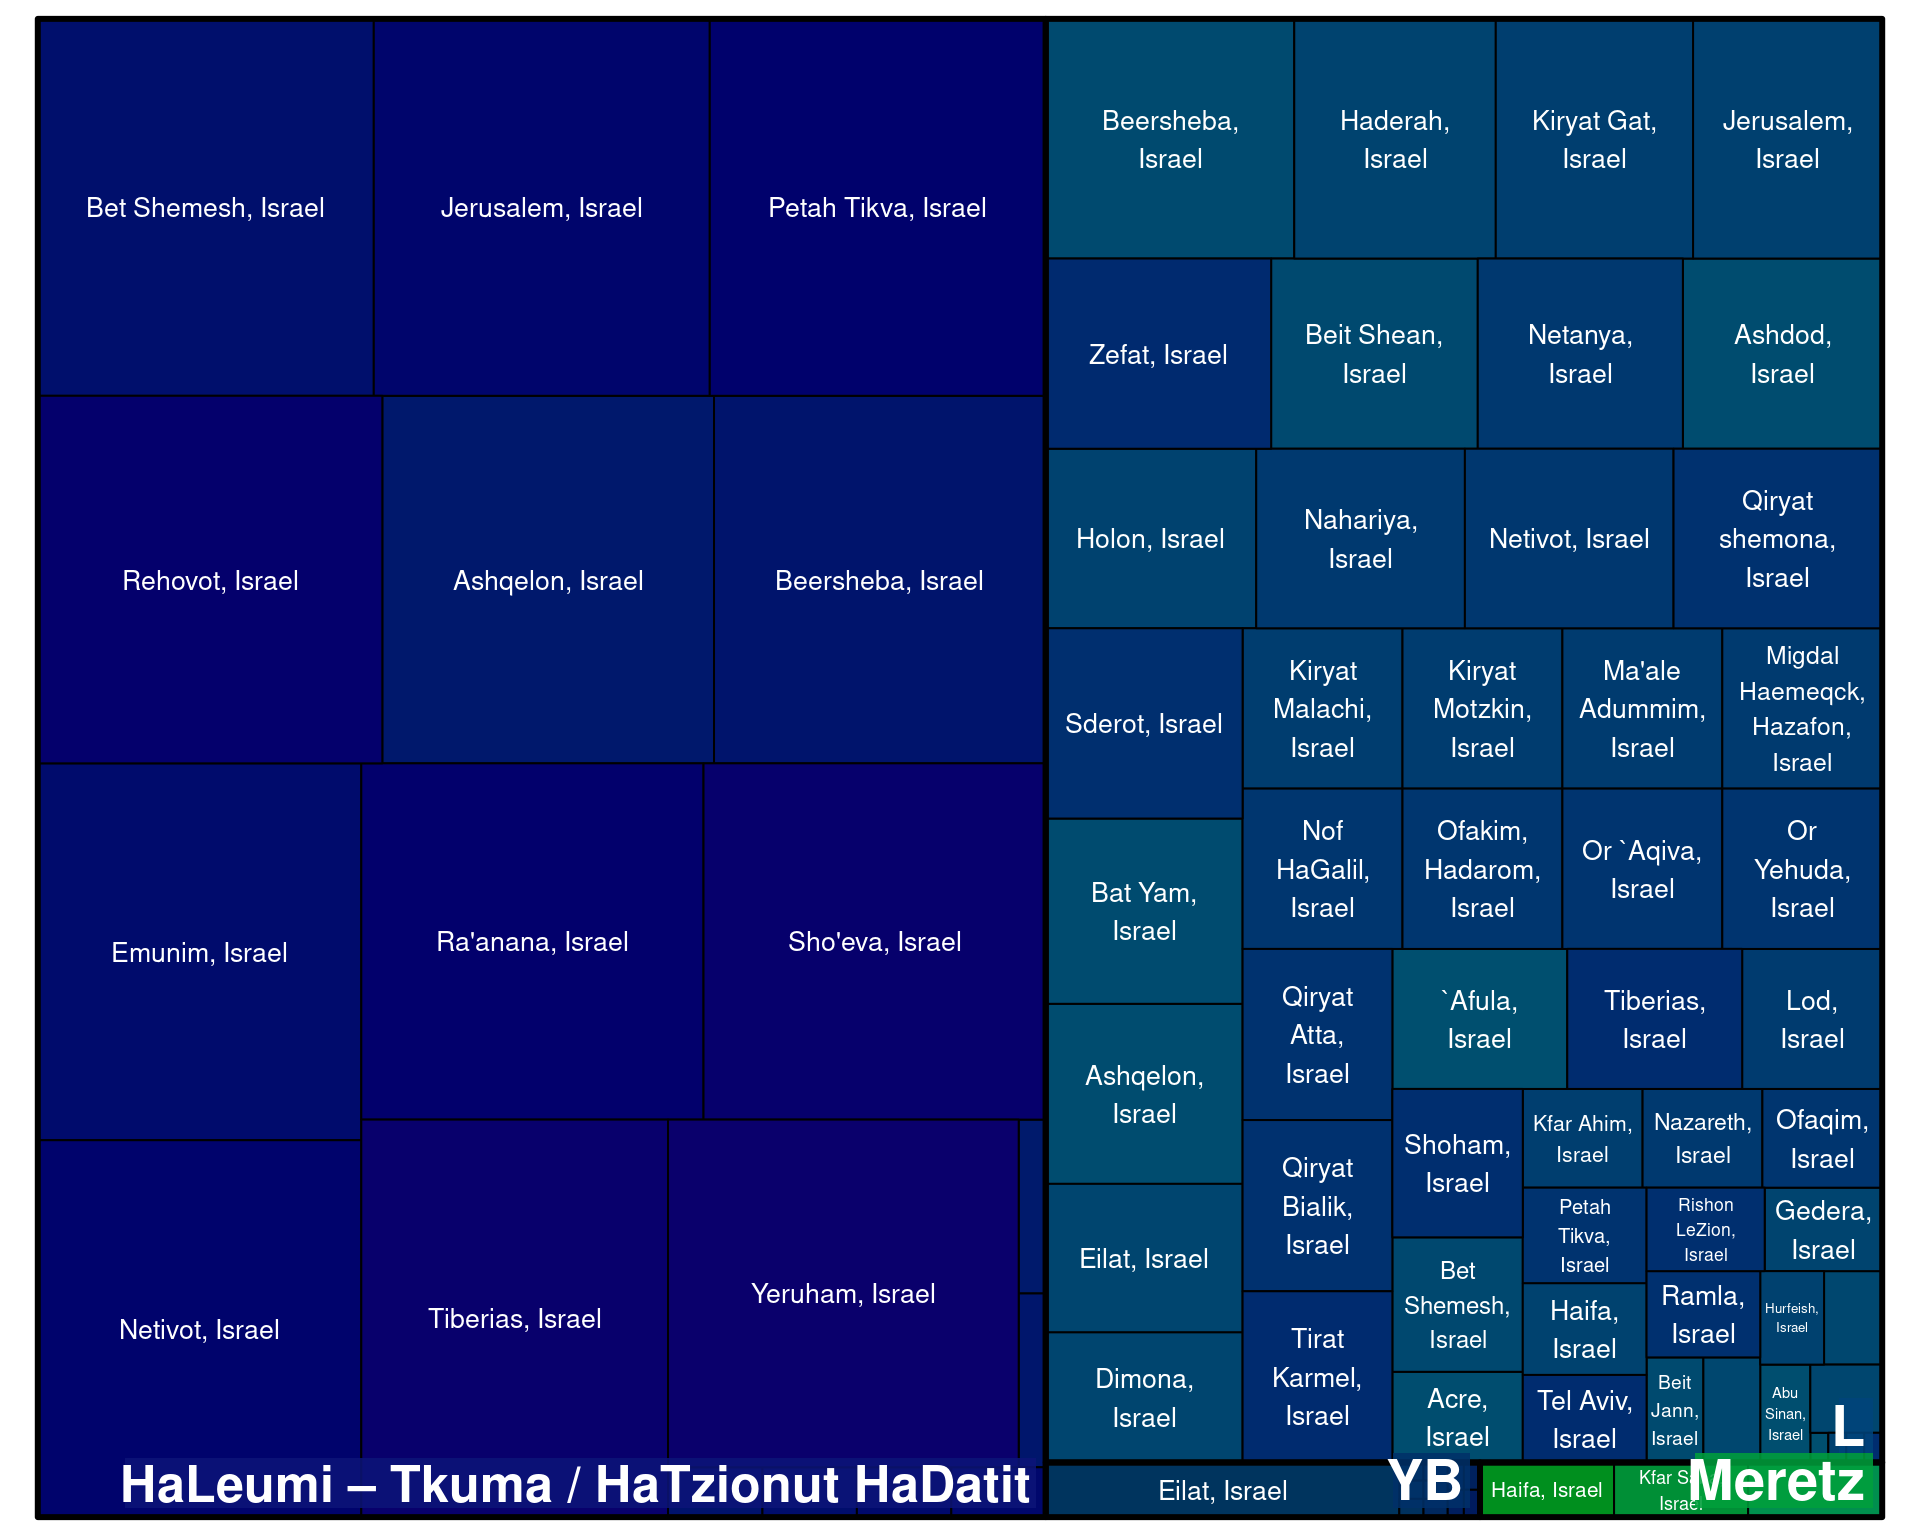 Bet Shemesh, Israel
Jerusalem, Israel
Petah Tikva, Israel
Rehovot, Israel
Ashqelon, Israel
Beersheba, Israel
Emunim, Israel
Ra'anana, Israel
Sho'eva, Israel
Netivot, Israel
Tiberias, Israel
Yeruham, Israel
HaLeumi – Tkuma / HaTzionut HaDatit
Beersheba,
Israel
Haderah,
Israel
Kiryat Gat,
Israel
Jerusalem,
Israel
Zefat, Israel
Beit Shean,
Israel
Netanya,
Israel
Ashdod,
Israel
Holon, Israel
Nahariya,
Israel
Netivot, Israel
Qiryat
shemona,
Israel
Sderot, Israel
Kiryat
Malachi,
Israel
Kiryat
Motzkin,
Israel
Ma'ale
Adummim,
Israel
Migdal
Haemeqck,
Hazafon,
Israel
Nof
HaGalil,
Israel
Ofakim,
Hadarom,
Israel
Or `Aqiva,
Israel
Or
Yehuda,
Israel
Bat Yam,
Israel
Ashqelon,
Israel
Eilat, Israel
Dimona,
Israel
Qiryat
Atta,
Israel
Qiryat
Bialik,
Israel
Tirat
Karmel,
Israel
`Afula,
Israel
Tiberias,
Israel
Lod,
Israel
Shoham,
Israel
Kfar Ahim,
Israel
Nazareth,
Israel
Ofaqim,
Israel
Bet
Shemesh,
Israel
Acre,
Israel
Petah
Tikva,
Israel
Rishon
LeZion,
Israel
Gedera,
Israel
Haifa,
Israel
Tel Aviv,
Israel
Ramla,
Israel
Hurfeish,
Israel
Beit
Jann,
Israel
Abu
Sinan,
Israel
L
Eilat, Israel
YB
Haifa, Israel
Kfar
Israel
Meretz